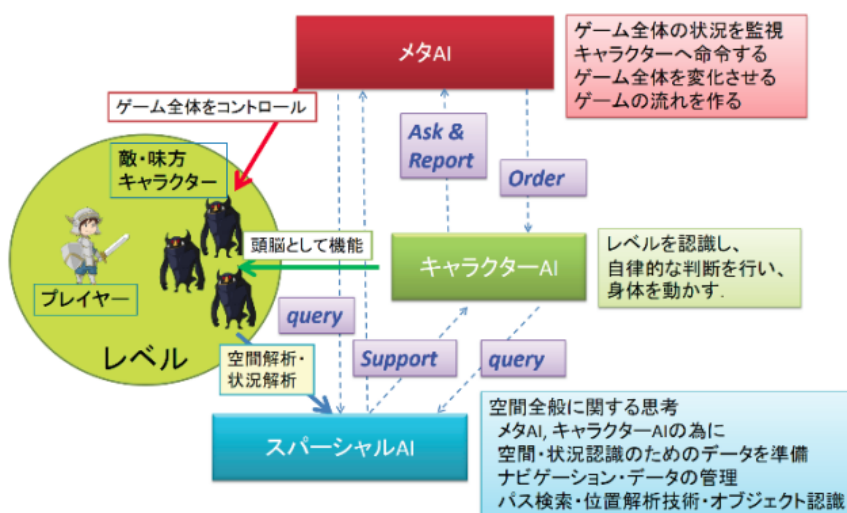 メタAI
ゲーム全体の状況を監視
キャラクターへ命令する
ゲーム全体を変化させる
ゲームの流れを作る
ゲーム全体をコントロール
敵・味方
キャラクター
Ask &
Report
Order
頭脳として機能
キャラクターAI
レベルを認識し、
自律的な判断を行い、
身体を動かす.
プレイヤー
query
レベル
空間解析・
状況解析
Support
query
スパーシャルAI
空間全般に関する思考
メタAI, キャラクターAIの為に
空間・状況認識のためのデータを準備
ナビゲーション・データの管理
パス検索・位置解析技術・オブジェクト認識